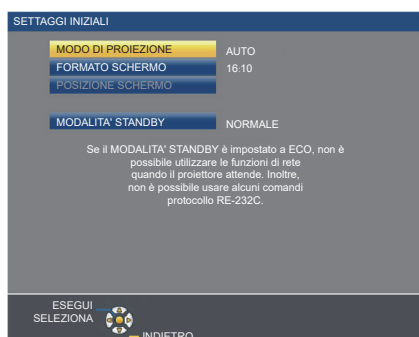 SETTAGGI INIZIALI
MODO DI PROIEZIONE AUTO
FORMATO SCHERMO 16:10
POSIZIONE SCHERMO
MODALITA' STANDBY NORMALE
Se il MODALITA' STANDBY è impostato a ECO, non è
possibile utilizzare le funzioni di rete
quando il proiettore attende. Inoltre,
non è possibile usare alcuni comandi
protocollo RE-232C.
ESEGUI
SELEZIONA
INDIETRO